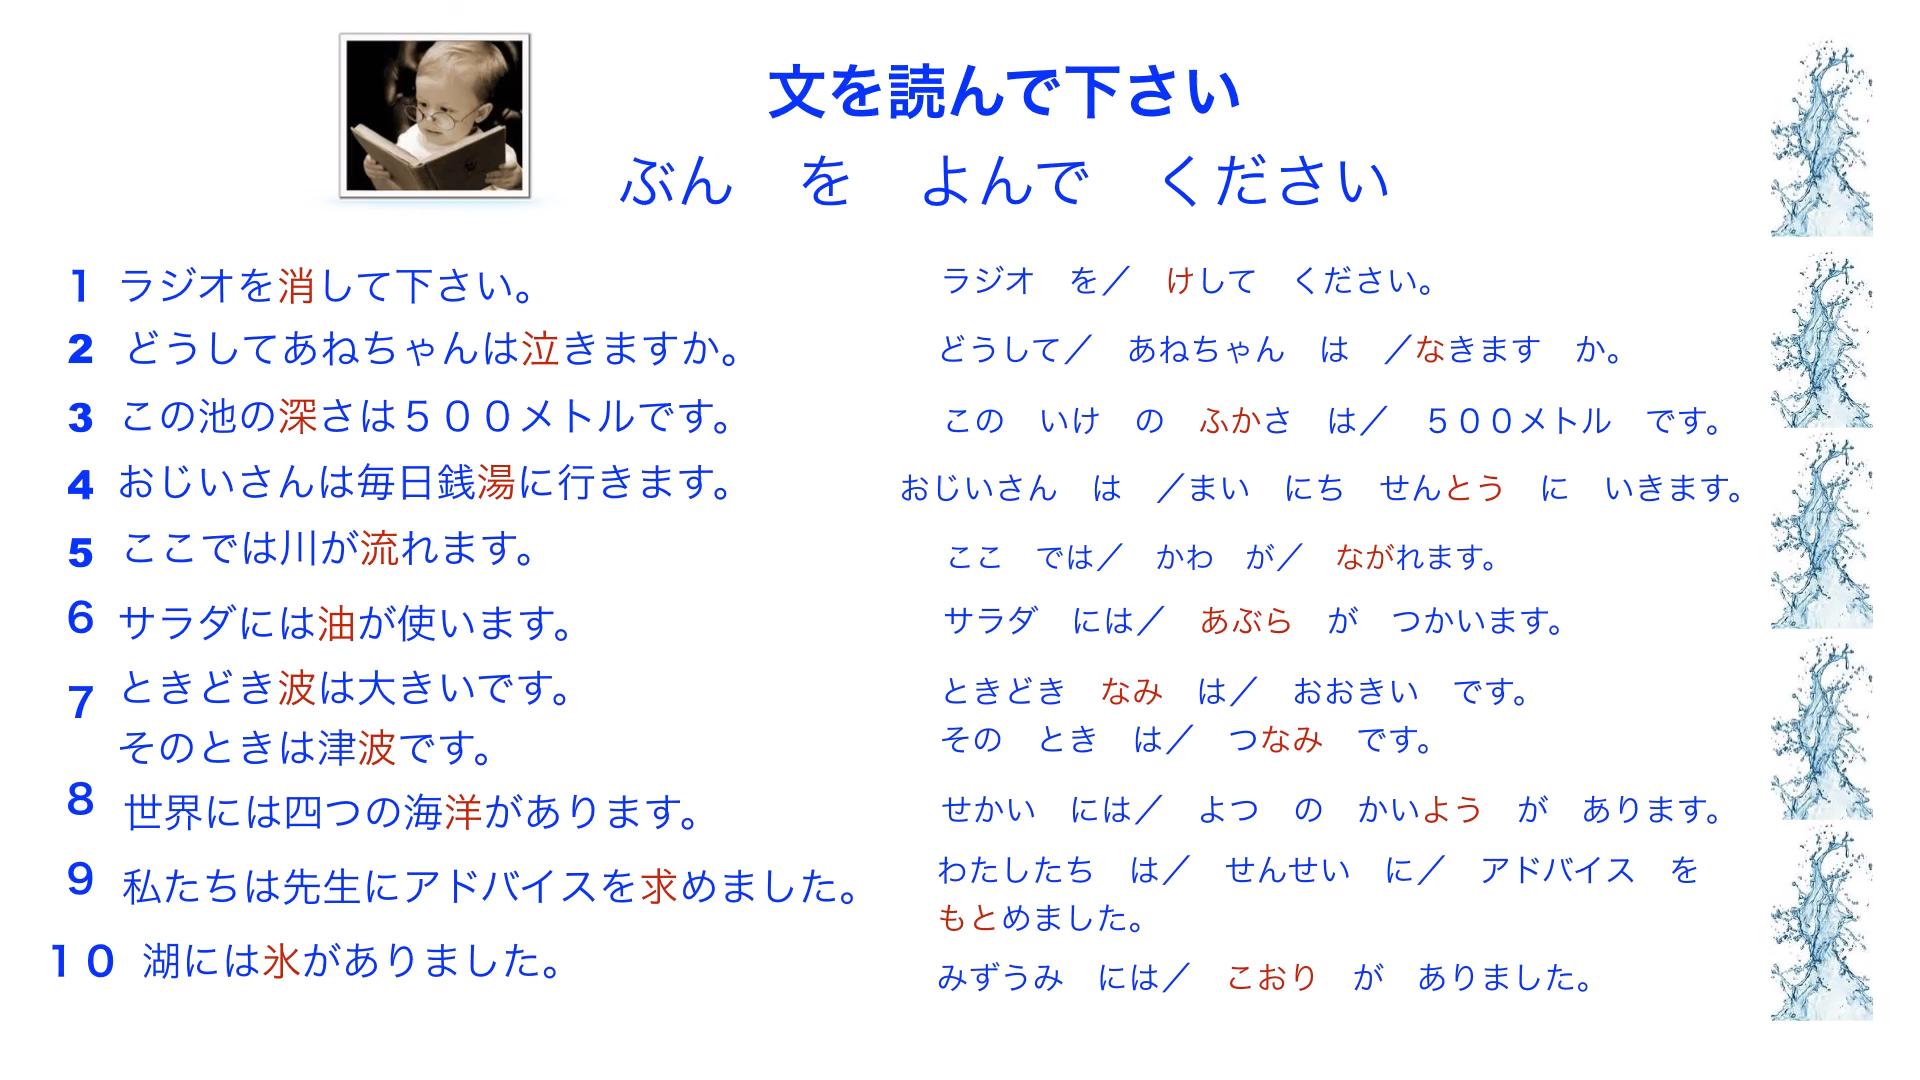 文を読んで下さい
ぶん　を　よんで　ください
1 ラジオを消して下さい。
ラジオ　を／　けして　ください。
2 どうしてあねちゃんは泣きますか。
どうして／　あねちゃん　は　／なきます　か。
3 この池の深さは５００メトルです。
この　いけ　の　ふかさ　は／　５００メトル　です。
4 おじいさんは毎日銭湯に行きます。
おじいさん　は　／まい　にち　せんとう　に　いきます。
5 ここでは川が流れます。
ここ　では／　かわ　が／　ながれます。
6 サラダには油が使います。
サラダ　には／　あぶら　が　つかいます。
7 ときどき波は大きいです。
そのときは津波です。
ときどき　なみ　は／　おおきい　です。
その　とき　は／　つなみ　です。
8 世界には四つの海洋があります。
せかい　には／　よつ　の　かいよう　が　あります。
9 私たちは先生にアドバイスを求めました。
わたしたち　は／　せんせい　に／　アドバイス　を
もとめました。
１０ 湖には氷がありました。
みずうみ　には／　こおり　が　ありました。